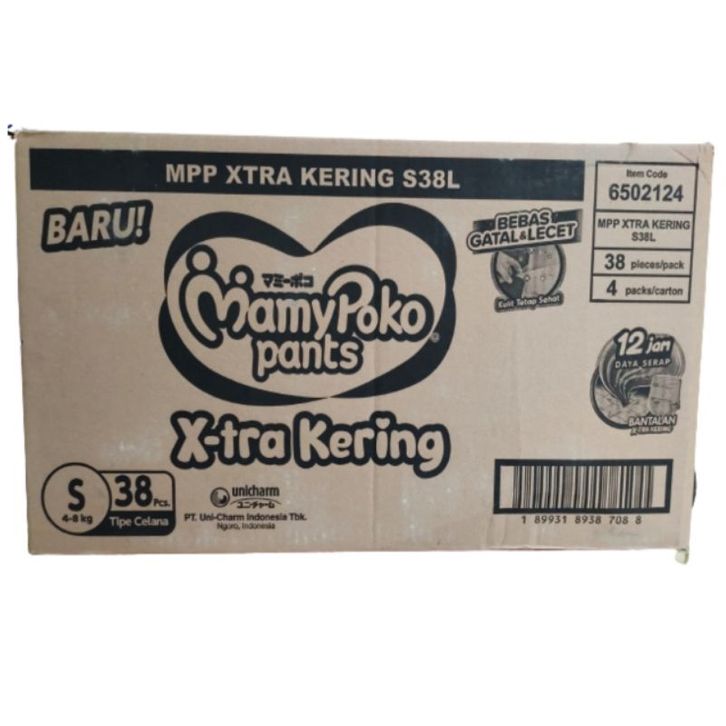 MPP XTRA KERING S38L
Item Code
6502124
MPP XTRA KERING
S38L
38 pieces/pack
4 packs/carton
BARU!
BEBAS
GATAL & LECET
Kulit Tetap Sehat
マミーポコ
MamyPoko
pants
12 jam
DAYA SERAP
BANTALAN
X-TRA KERING
X-tra Kering
S
4-8 kg
38 Pcs.
Tipe Celana
unicharm
ユニ・チャーム
PT. Uni-Charm Indonesia Tbk.
Ngoro, Indonesia
1 89931 8938 708 8